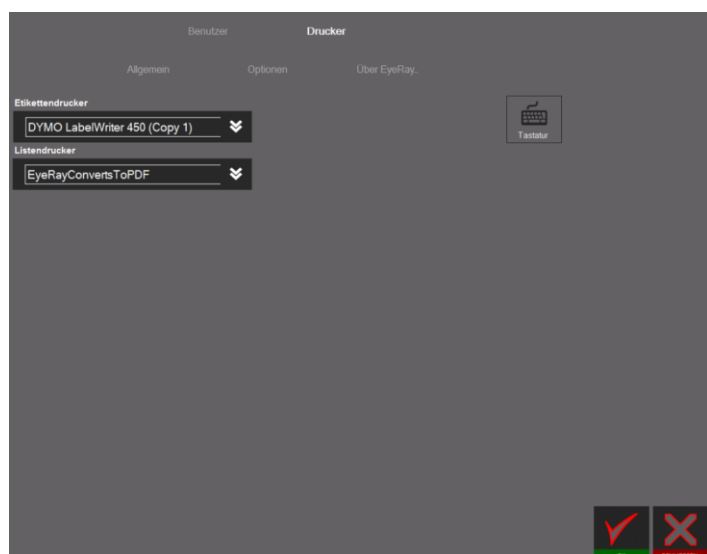 Benutzer Drucker
Allgemein Optionen Über EyeRay..
Etikettendrucker
DYMO LabelWriter 450 (Copy 1)
Tastatur
Listendrucker
EyeRayConvertsToPDF